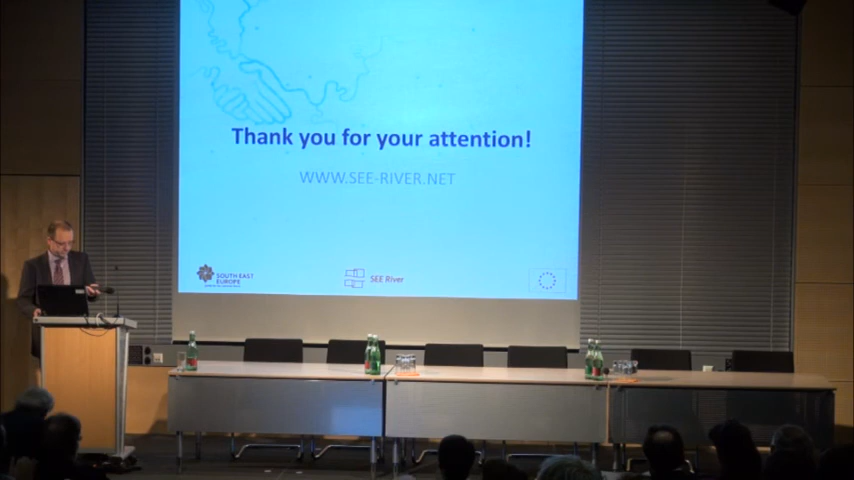 Thank you for your attention!
WWW.SEE-RIVER.NET
SOUTH EAST
EUROPE
SEE River